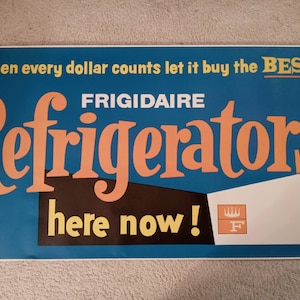 en every dollar counts let it buy the BES
FRIGIDAIRE
Refrigerator
here now!
F